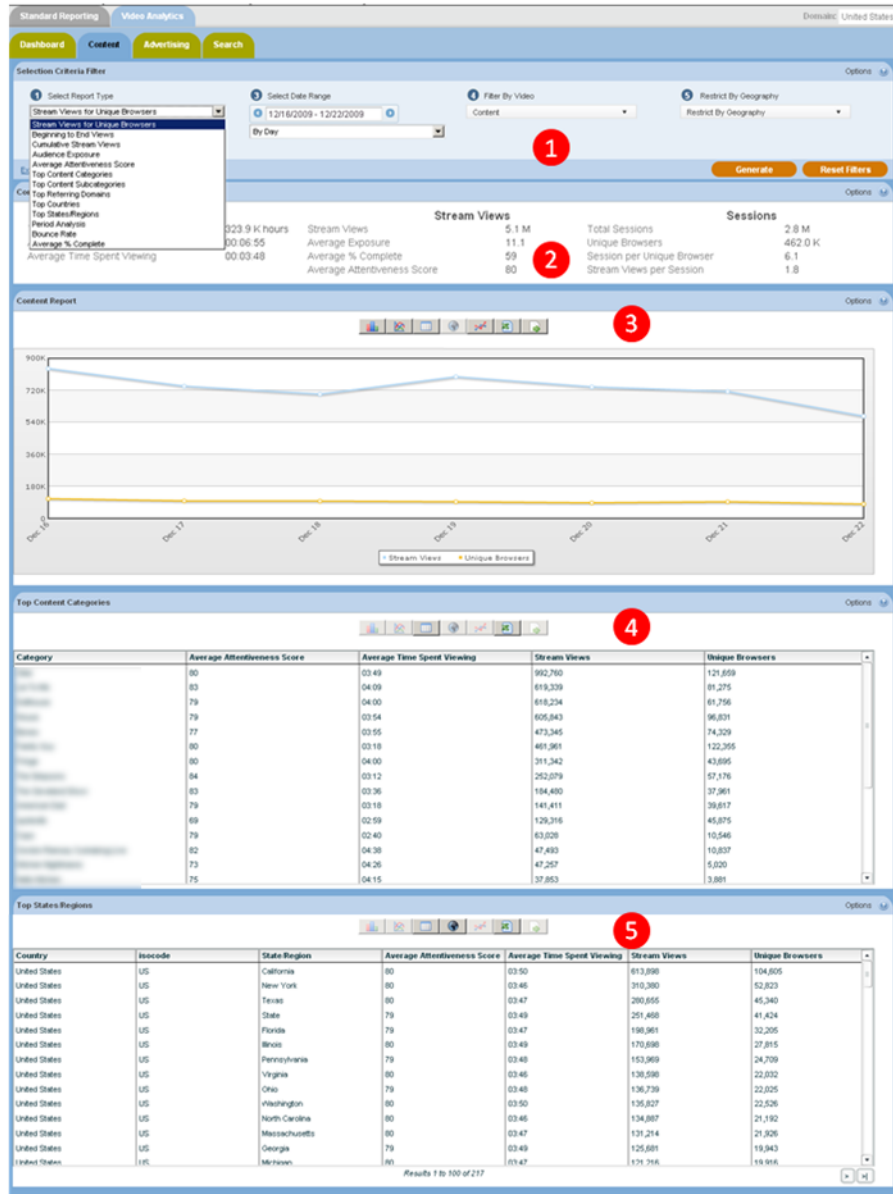 Standard Reporting Video Analytics Domain: United States
Dashboard Content Advertising Search
Selection Criteria Filter Options
1 Select Report Type 3 Select Date Range 4 Filter By Video 5 Restrict By Geography
Stream Views for Unique Browsers 12/16/2009 - 12/22/2009 Content Restrict By Geography
Stream Views for Unique Browsers By Day
Beginning to End Views
Cumulative Stream Views
Audience Exposure
Average Attentiveness Score
Top Content Categories
Top Content Subcategories
Top Referring Domains
Top Countries
Top States/Regions
Period Analysis
Bounce Rate
Average % Complete
1
Generate Reset Filters
Options
Stream Views Sessions
323.9 K hours Stream Views 5.1 M Total Sessions 2.8 M
00:06:55 Average Exposure 11.1 Unique Browsers 462.0 K
Average Time Spent Viewing 00:03:48 Average % Complete 59 Session per Unique Browser 6.1
Average Attentiveness Score 80 Stream Views per Session 1.8
2
Content Report Options
3
900K
720K
540K
360K
180K
0
Dec 16 Dec 17 Dec 18 Dec 19 Dec 20 Dec 21 Dec 22
Stream Views Unique Browsers
Top Content Categories Options
4
Category Average Attentiveness Score Average Time Spent Viewing Stream Views Unique Browsers
80 03:49 992,760 121,659
83 04:09 619,339 81,275
79 04:00 618,234 61,756
79 03:54 605,843 96,831
77 03:55 473,345 74,329
80 03:18 461,961 122,355
80 04:00 311,342 43,695
84 03:12 252,079 57,176
83 03:36 184,480 37,961
79 03:18 141,411 39,617
69 02:59 129,316 45,875
79 02:40 63,028 10,546
82 04:38 47,493 10,837
73 04:26 47,257 5,020
75 04:15 37,853 3,881
Top States Regions Options
5
Country isocode State Region Average Attentiveness Score Average Time Spent Viewing Stream Views Unique Browsers
United States US California 80 03:50 613,898 104,605
United States US New York 80 03:46 310,380 52,823
United States US Texas 80 03:47 280,655 45,340
United States US State 79 03:49 251,468 41,424
United States US Florida 79 03:47 198,961 32,205
United States US Illinois 80 03:49 170,698 27,815
United States US Pennsylvania 79 03:48 153,969 24,709
United States US Virginia 80 03:46 138,598 22,032
United States US Ohio 79 03:48 136,739 22,025
United States US Washington 80 03:50 135,827 22,526
United States US North Carolina 80 03:46 134,887 21,192
United States US Massachusetts 80 03:47 131,214 21,926
United States US Georgia 79 03:49 125,681 19,943
United States US Michigan 80 03:47 121,216 19,916
Results 1 to 100 of 217